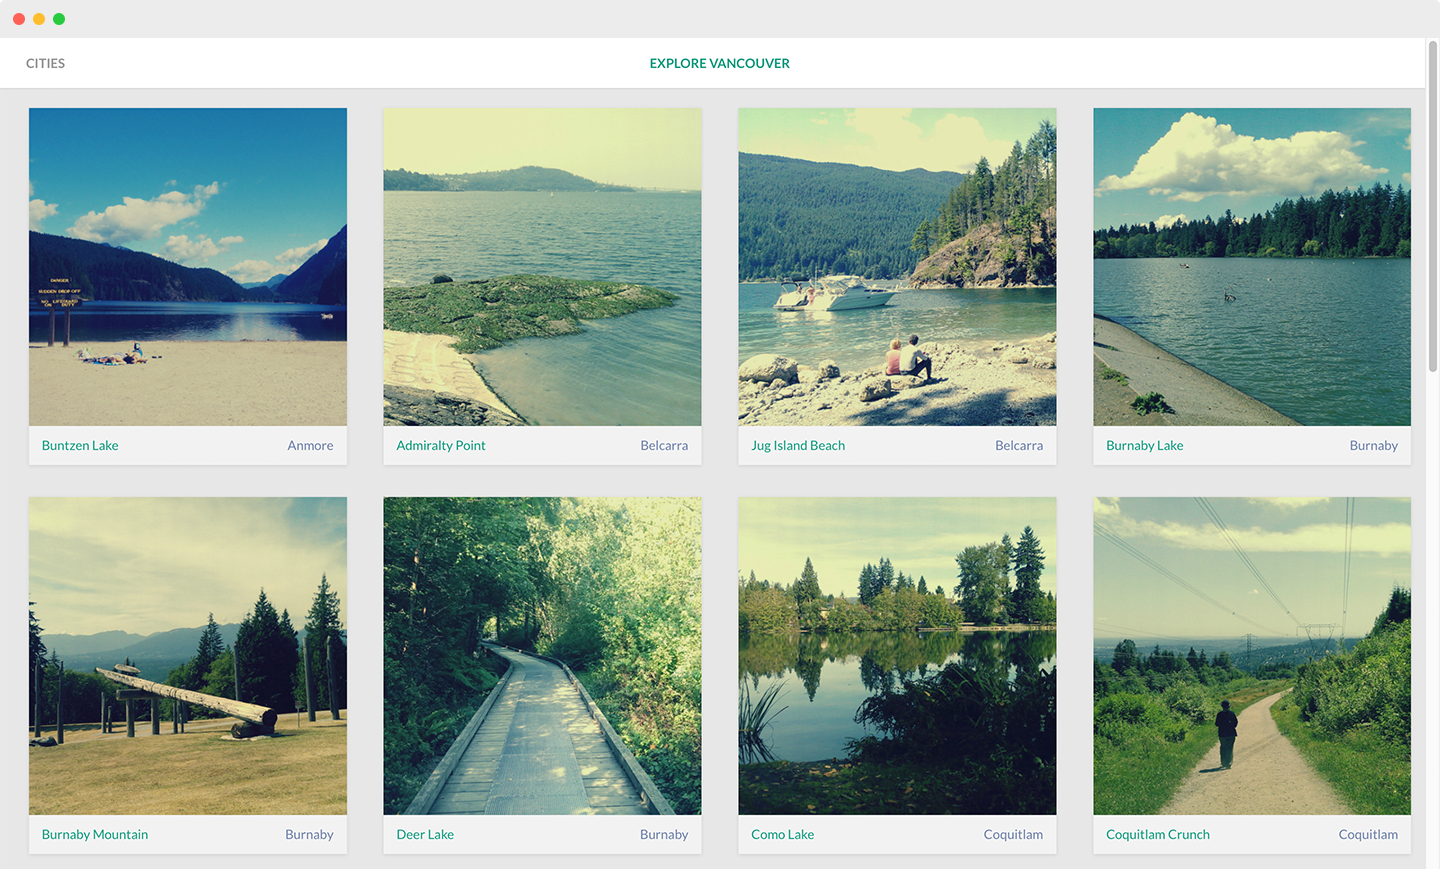 CITIES
EXPLORE VANCOUVER
DANGER
SUDDEN DROP OFF
NO LIFEGUARD
ON DUTY
Buntzen Lake Anmore
Admiralty Point Belcarra
Jug Island Beach Belcarra
Burnaby Lake Burnaby
Burnaby Mountain Burnaby
Deer Lake Burnaby
Como Lake Coquitlam
Coquitlam Crunch Coquitlam